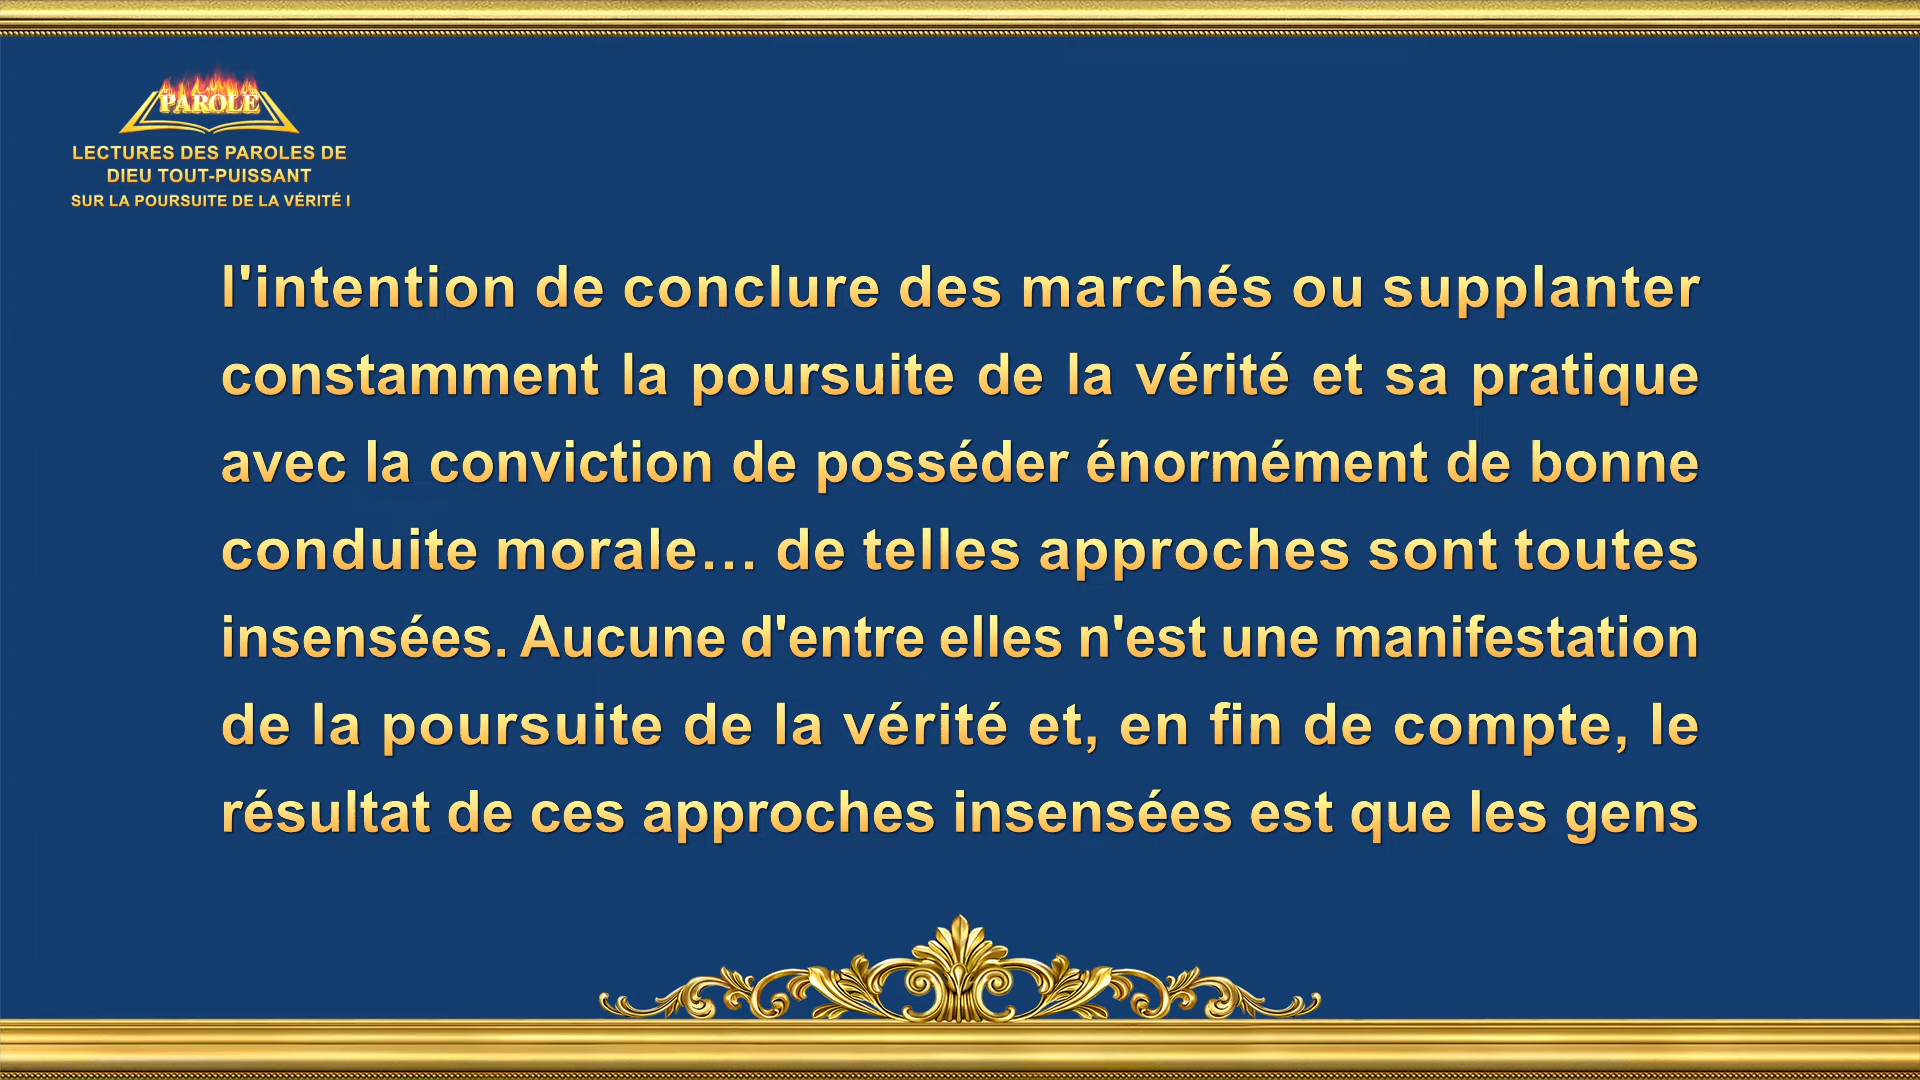 PAROLE
LECTURES DES PAROLES DE
DIEU TOUT-PUISSANT
SUR LA POURSUITE DE LA VÉRITÉ I
l'intention de conclure des marchés ou supplanter
constamment la poursuite de la vérité et sa pratique
avec la conviction de posséder énormément de bonne
conduite morale… de telles approches sont toutes
insensées. Aucune d'entre elles n'est une manifestation
de la poursuite de la vérité et, en fin de compte, le
résultat de ces approches insensées est que les gens